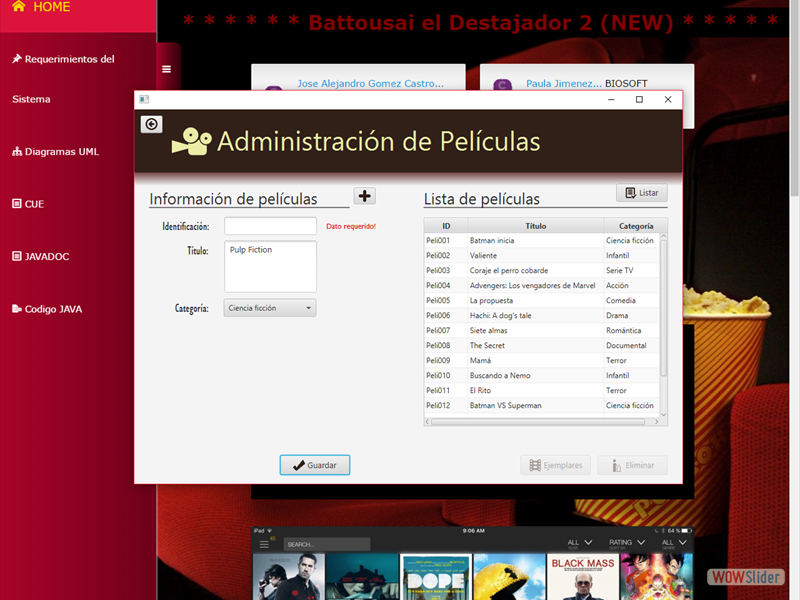 HOME
* * * * * * Battousai el Destajador 2 (NEW) * * * * *
Requerimientos del
Sistema
Diagramas UML
CUE
JAVADOC
Codigo JAVA
Jose Alejandro Gomez Castro...
Paula Jimenez... BIOSOFT
Administración de Películas
Información de películas
Identificación:
Dato requerido!
Título:
Pulp Fiction
Categoría:
Ciencia ficción
Guardar
Lista de películas
Listar
ID Título Categoría
Peli001 Batman inicia Ciencia ficción
Peli002 Valiente Infantil
Peli003 Coraje el perro cobarde Serie TV
Peli004 Advengers: Los vengadores de Marvel Acción
Peli005 La propuesta Comedia
Peli006 Hachi: A dog's tale Drama
Peli007 Siete almas Romántica
Peli008 The Secret Documental
Peli009 Mamá Terror
Peli010 Buscando a Nemo Infantil
Peli011 El Rito Terror
Peli012 Batman VS Superman Ciencia ficción
Ejemplares
Eliminar
iPad 9:06 AM 64 %
SEARCH...
ALL RATING ALL
DOPE
BLACK MASS
WOWSlider